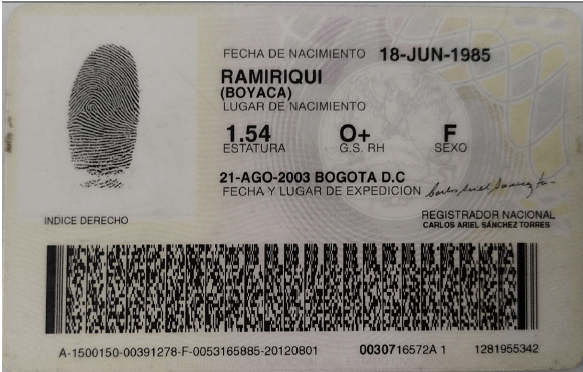 FECHA DE NACIMIENTO 18-JUN-1985
RAMIRIQUI
(BOYACA)
LUGAR DE NACIMIENTO
1.54 O+ F
ESTATURA G.S. RH SEXO
21-AGO-2003 BOGOTA D.C
FECHA Y LUGAR DE EXPEDICION
INDICE DERECHO
REGISTRADOR NACIONAL
CARLOS ARIEL SÁNCHEZ TORRES
A-1500150-00391278-F-0053165885-20120801 0030716572A 1 1281955342